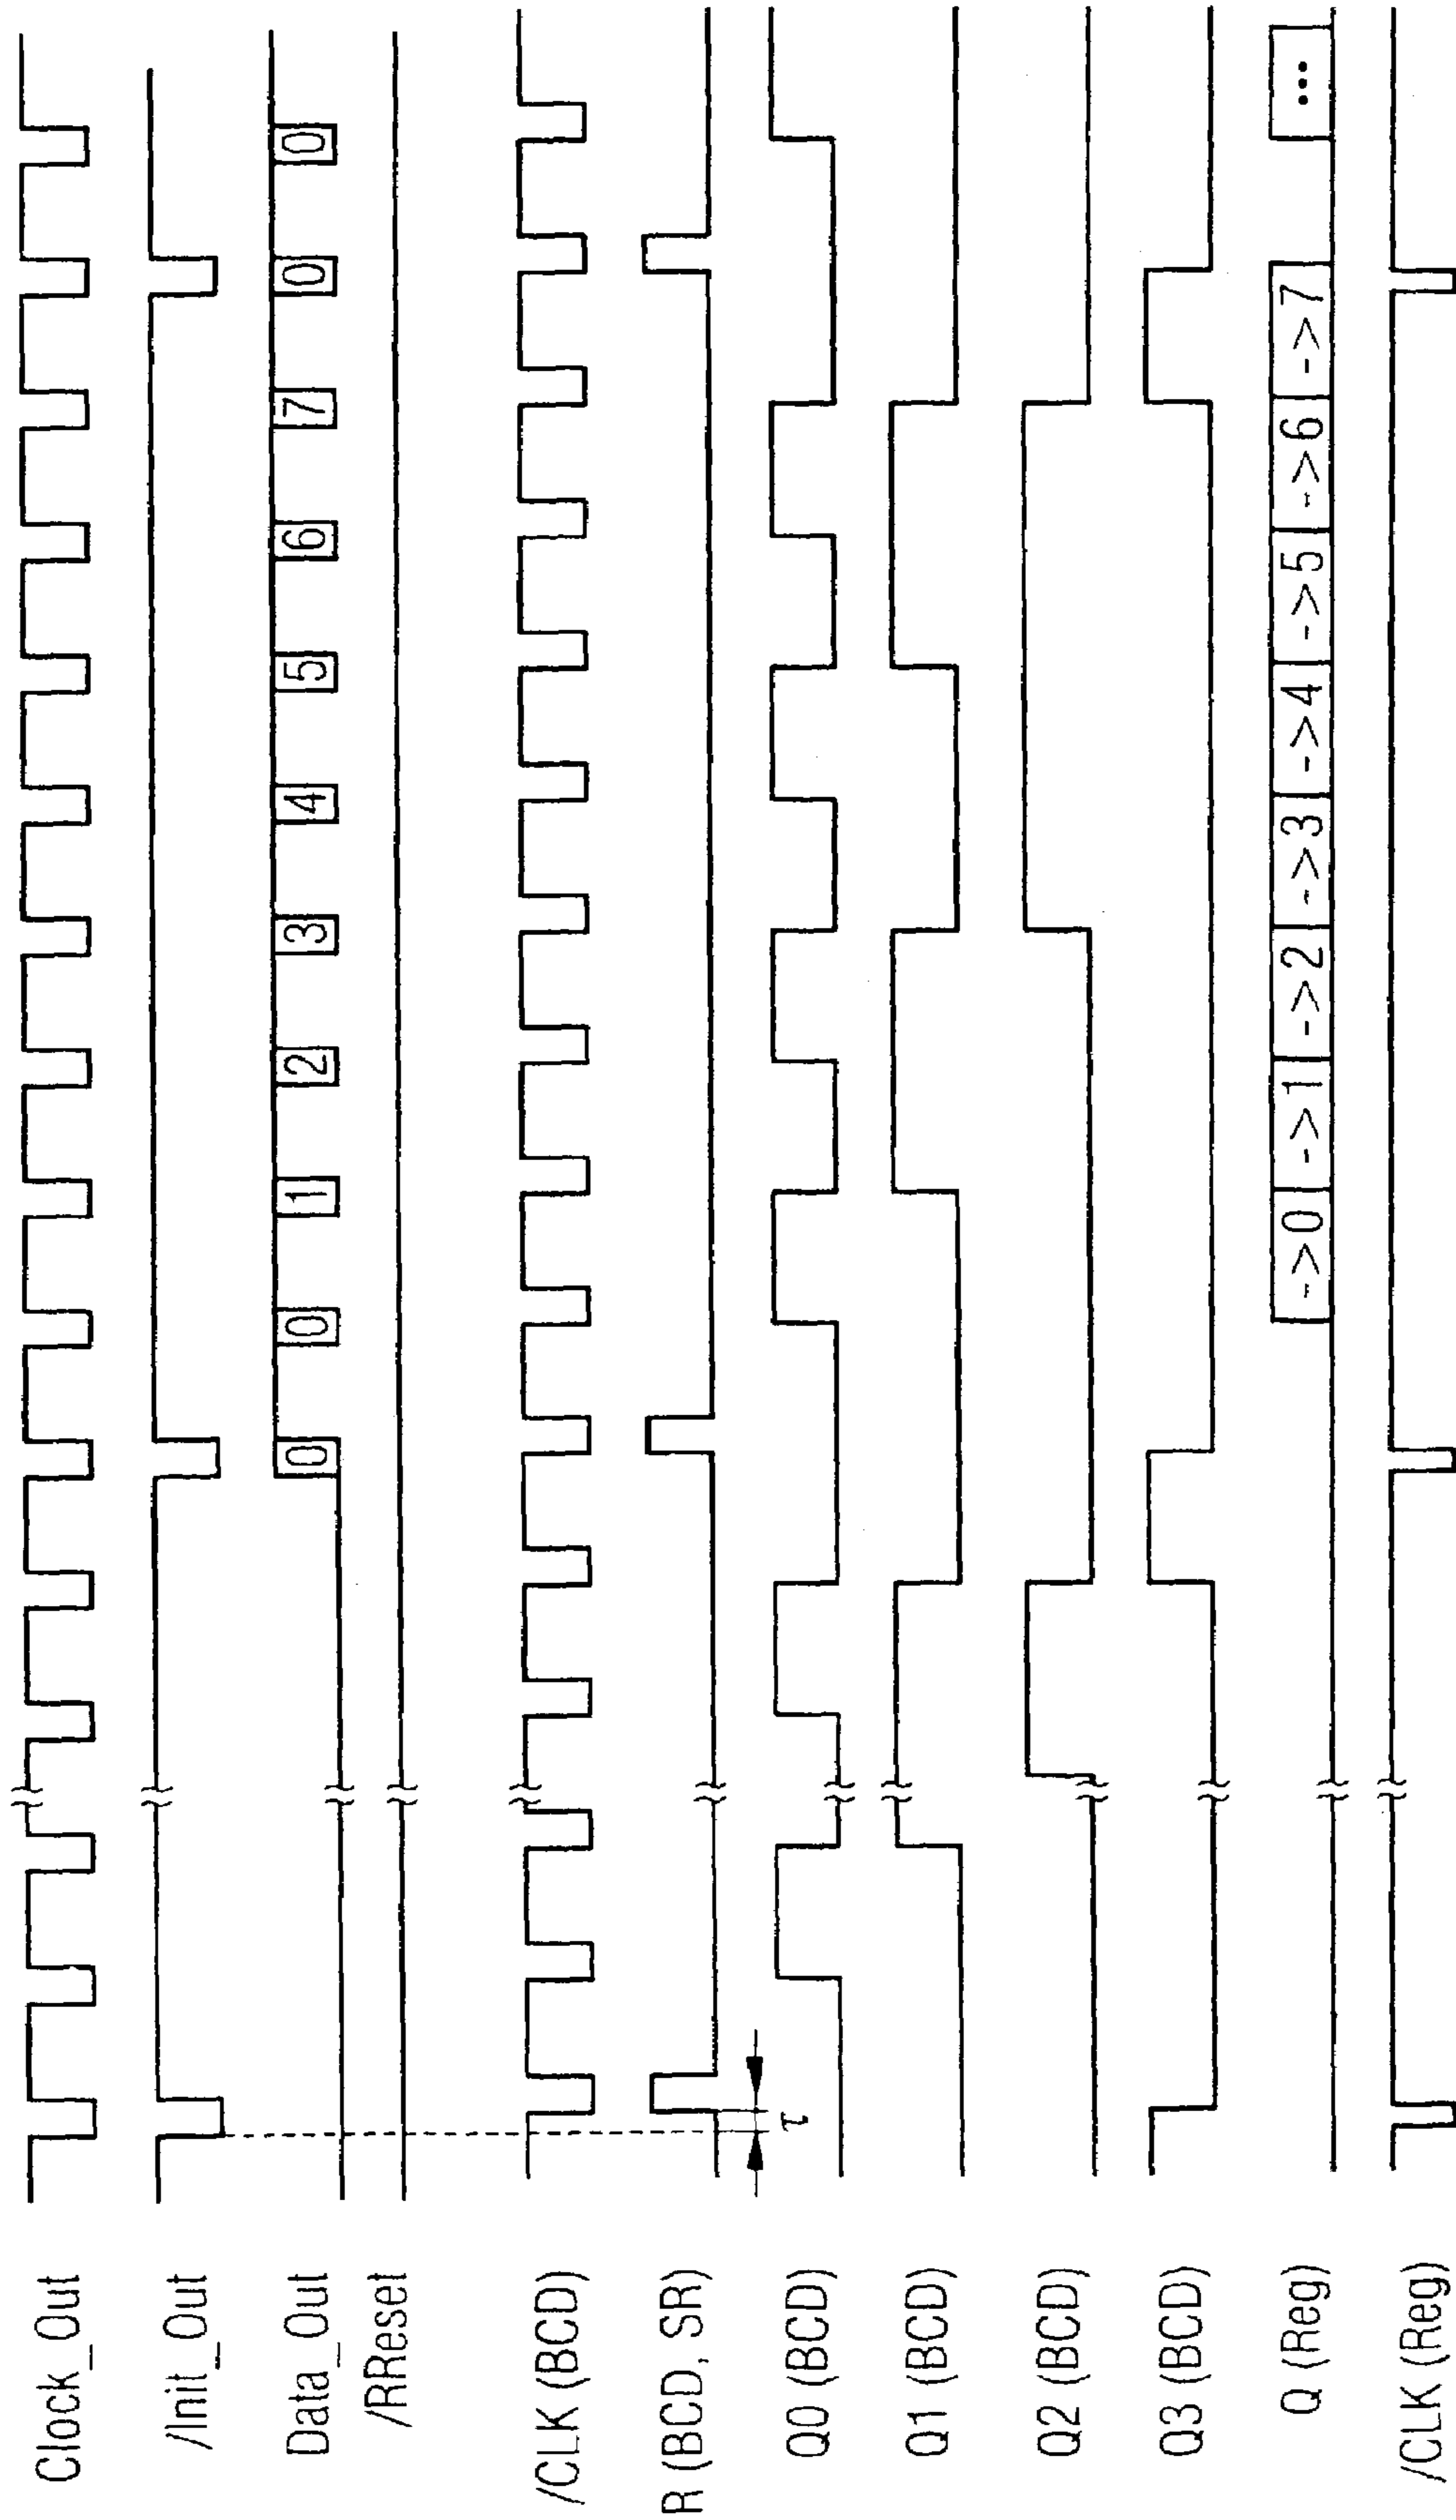 Clock_Out
/Init_Out
Data_Out 0 0 1 2 3 4 5 6 7 0 0
/RReset
/CLK (BCD)
R (BCD, SR)
τ
Q0 (BCD)
Q1 (BCD)
Q2 (BCD)
Q3 (BCD)
Q (Reg) ->0 ->1 ->2 ->3 ->4 ->5 ->6 ->7 ...
/CLK (Reg)